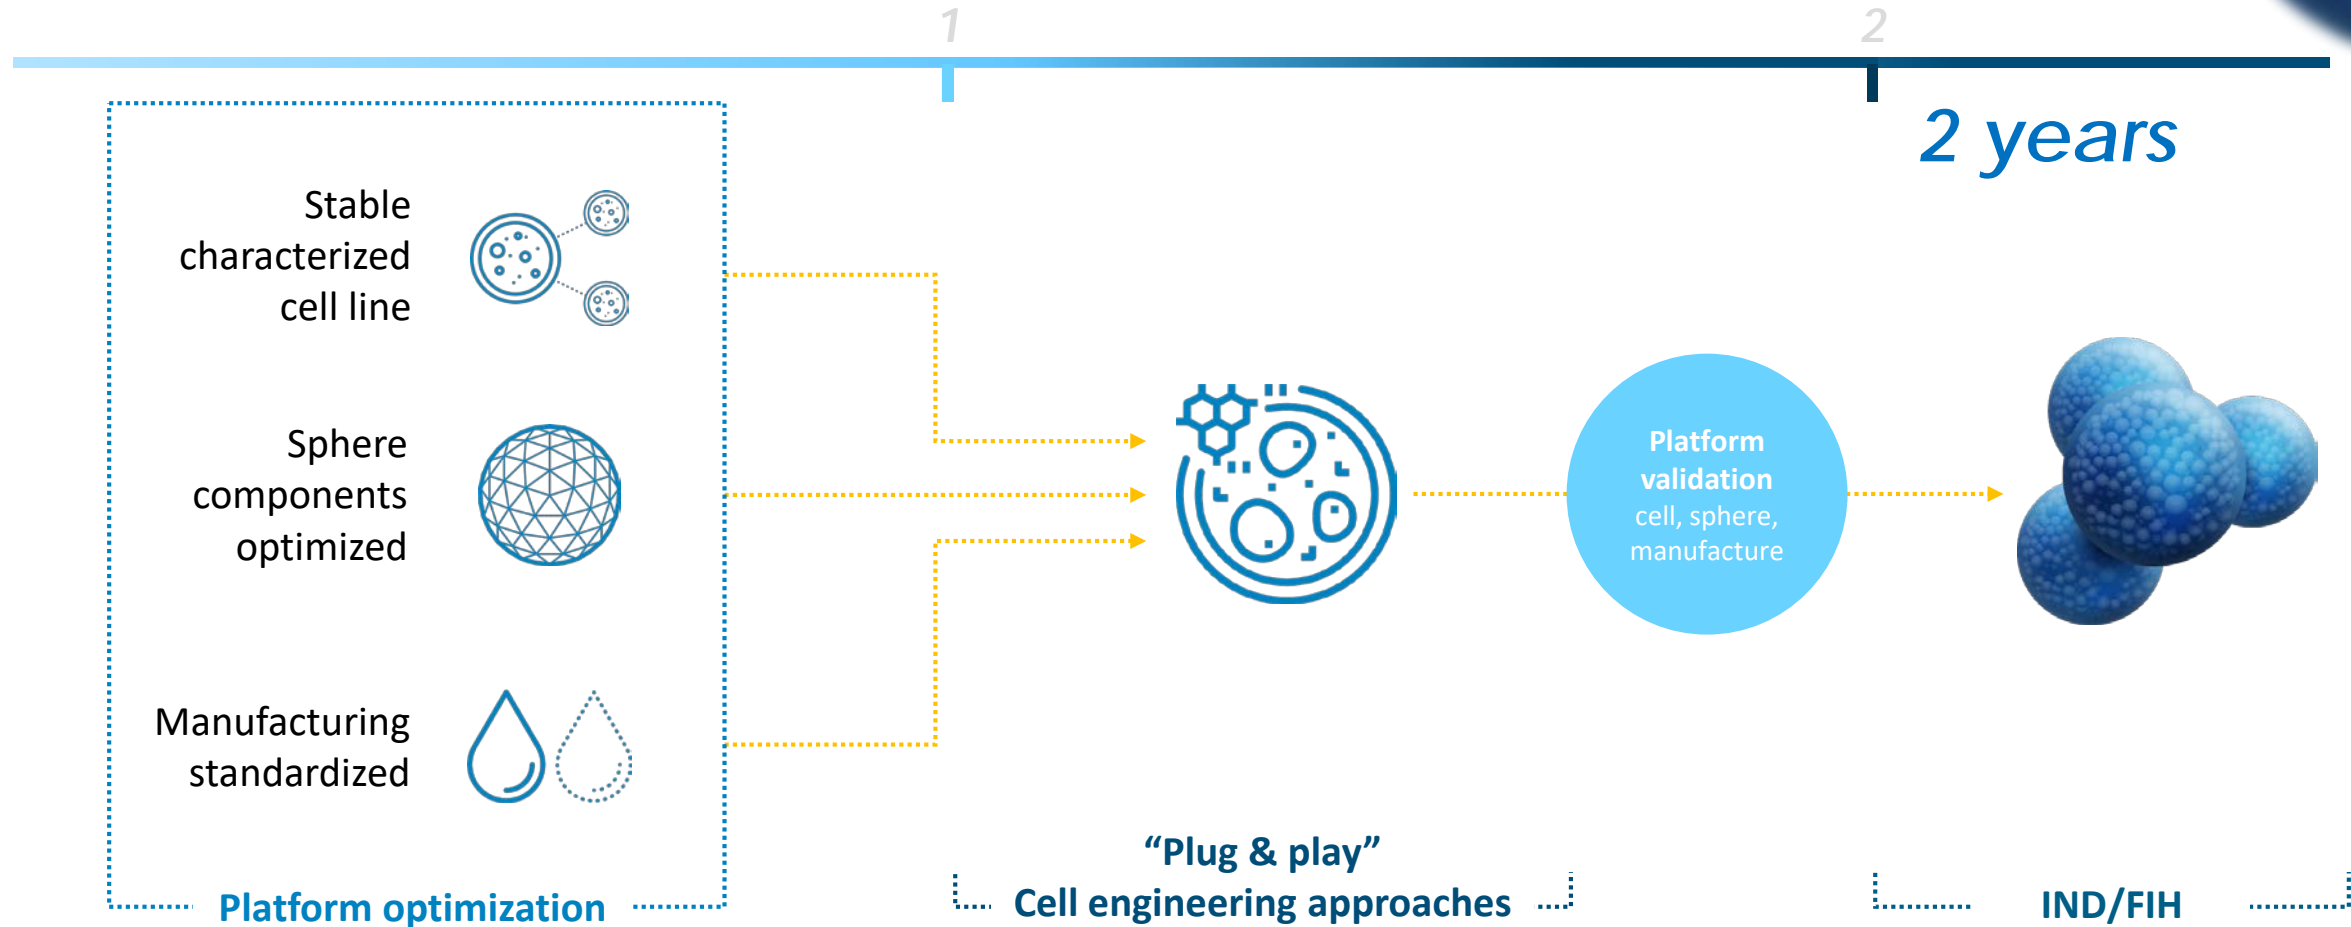 1
2
2 years
Stable
characterized
cell line
Sphere
components
optimized
Manufacturing
standardized
Platform optimization
“Plug & play”
Cell engineering approaches
Platform
validation
cell, sphere,
manufacture
IND/FIH